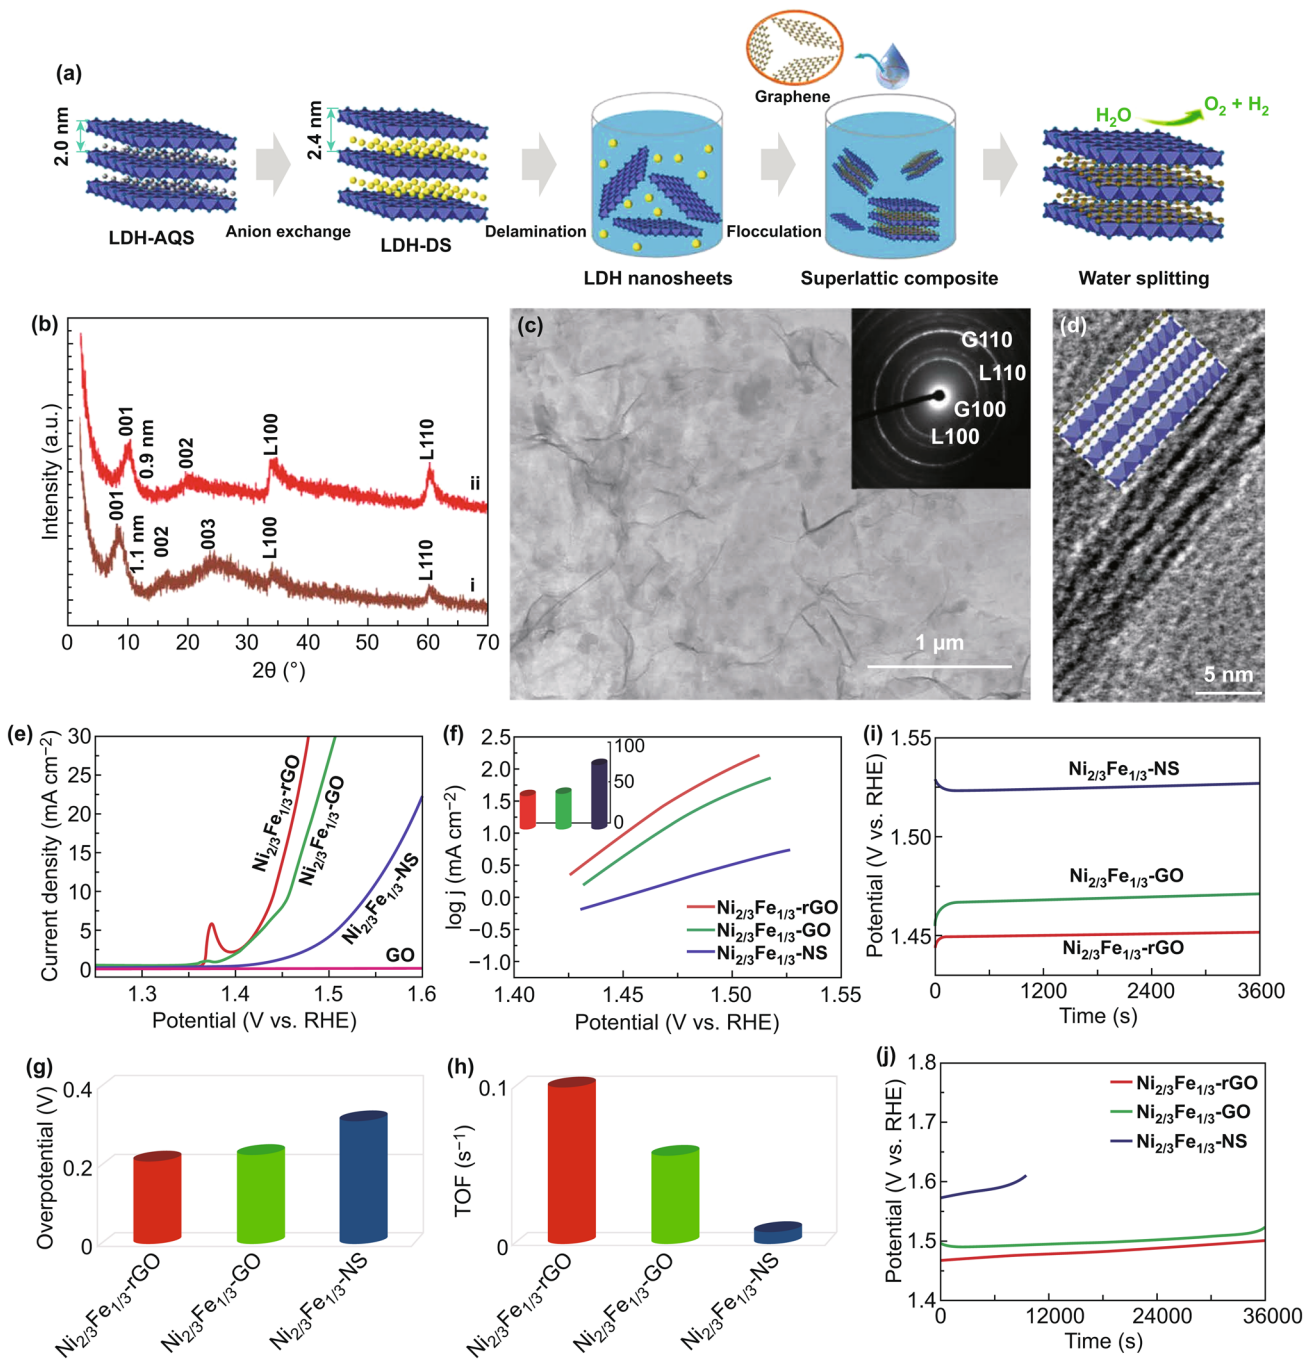 (a)
Graphene
2.0 nm
2.4 nm
H₂O
O₂ + H₂
LDH-AQS
Anion exchange
LDH-DS
Delamination
Flocculation
LDH nanosheets
Superlattic composite
Water splitting
(b)
Intensity (a.u.)
001
0.9 nm
002
L100
L110
ii
001
1.1 nm
002
003
L100
L110
i
0 10 20 30 40 50 60 70
2θ (°)
(c)
G110
L110
G100
L100
1 µm
(d)
5 nm
(e)
Current density (mA cm⁻²)
30
25
20
15
10
5
0
Ni₂/₃Fe₁/₃-rGO
Ni₂/₃Fe₁/₃-GO
Ni₂/₃Fe₁/₃-NS
GO
1.3 1.4 1.5 1.6
Potential (V vs. RHE)
(f)
log j (mA cm⁻²)
2.5
2.0
1.5
1.0
0.5
0.0
−0.5
−1.0
100
50
0
Ni₂/₃Fe₁/₃-rGO
Ni₂/₃Fe₁/₃-GO
Ni₂/₃Fe₁/₃-NS
1.40 1.45 1.50 1.55
Potential (V vs. RHE)
(i)
Potential (V vs. RHE)
1.55
1.50
1.45
Ni₂/₃Fe₁/₃-NS
Ni₂/₃Fe₁/₃-GO
Ni₂/₃Fe₁/₃-rGO
0 1200 2400 3600
Time (s)
(g)
Overpotential (V)
0.4
0.2
0
Ni₂/₃Fe₁/₃-rGO
Ni₂/₃Fe₁/₃-GO
Ni₂/₃Fe₁/₃-NS
(h)
TOF (s⁻¹)
0.1
0
Ni₂/₃Fe₁/₃-rGO
Ni₂/₃Fe₁/₃-GO
Ni₂/₃Fe₁/₃-NS
(j)
Potential (V vs. RHE)
1.8
1.7
1.6
1.5
1.4
Ni₂/₃Fe₁/₃-rGO
Ni₂/₃Fe₁/₃-GO
Ni₂/₃Fe₁/₃-NS
0 12000 24000 36000
Time (s)